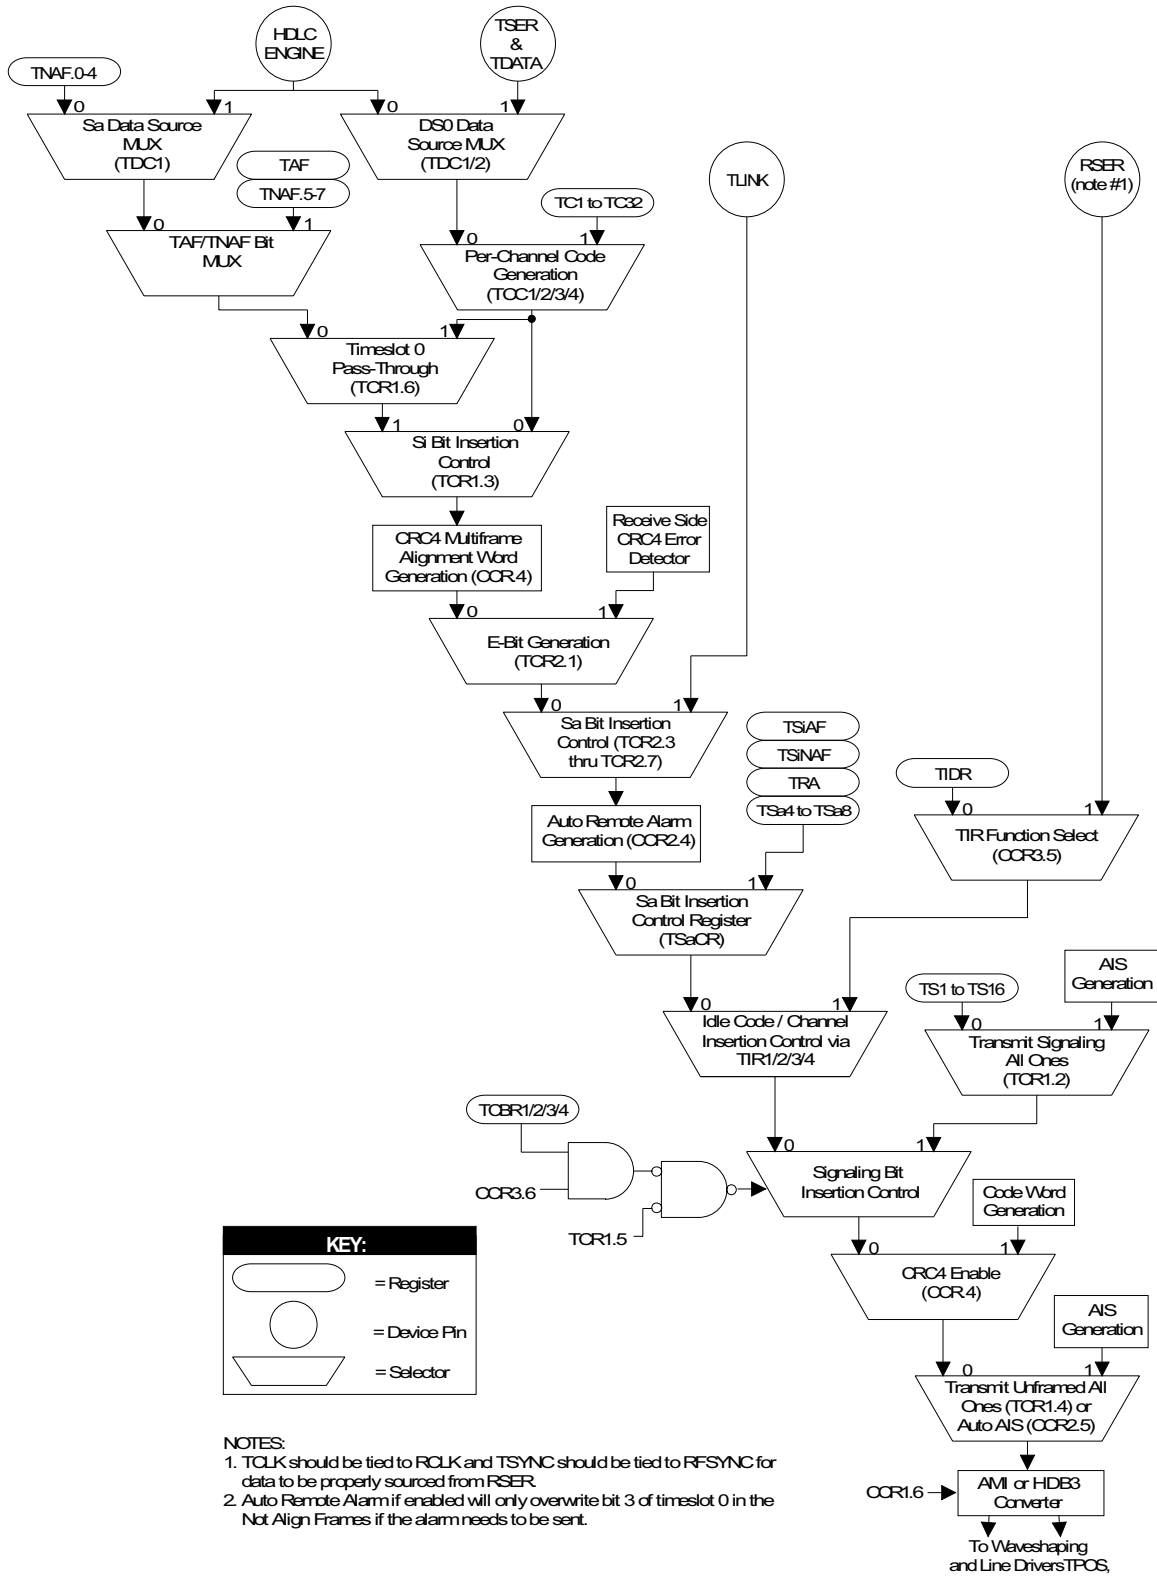 HDLC
ENGINE
TSER
&
TDATA
TNAF.0-4
0
1
0
1
Sa Data Source
MUX
(TDC1)
DS0 Data
Source MUX
(TDC1/2)
TAF
TNAF.5-7
TLINK
RSER
(note #1)
TC1 to TC32
0
1
0
1
TAF/TNAF Bit
MUX
Per-Channel Code
Generation
(TCC1/2/3/4)
0
1
Timeslot 0
Pass-Through
(TCR1.6)
1
0
Si Bit Insertion
Control
(TCR1.3)
CRC4 Multiframe
Alignment Word
Generation (CCR.4)
Receive Side
CRC4 Error
Detector
0
1
E-Bit Generation
(TCR2.1)
0
1
Sa Bit Insertion
Control (TCR2.3
thru TCR2.7)
TSiAF
TSiNAF
TRA
TSa4 to TSa8
TIDR
0
1
Auto Remote Alarm
Generation (CCR2.4)
TIR Function Select
(CCR3.5)
0
1
Sa Bit Insertion
Control Register
(TSaCR)
AIS
Generation
TS1 to TS16
0
1
0
1
Idle Code / Channel
Insertion Control via
TIR1/2/3/4
Transmit Signaling
All Ones
(TCR1.2)
TCBR1/2/3/4
0
1
CCR3.6
TCR1.5
Signaling Bit
Insertion Control
Code Word
Generation
0
1
CRC4 Enable
(CCR.4)
KEY:
= Register
= Device Pin
= Selector
AIS
Generation
0
1
Transmit Unframed All
Ones (TCR1.4) or
Auto AIS (CCR2.5)
NOTES:
1. TCLK should be tied to RCLK and TSYNC should be tied to RFSYNC for
data to be properly sourced from RSER.
2. Auto Remote Alarm if enabled will only overwrite bit 3 of timeslot 0 in the
Not Align Frames if the alarm needs to be sent.
CCR1.6
AMI or HDB3
Converter
To Waveshaping
and Line DriversTPOS,